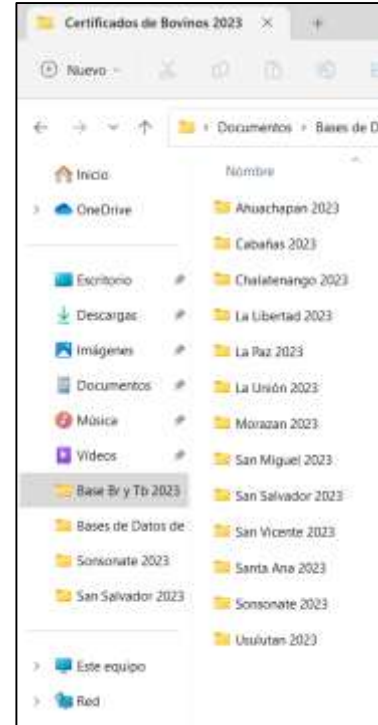 Certificados de Bovinos 2023
Nuevo
Documentos › Bases de D
Inicio
OneDrive
Escritorio
Descargas
Imágenes
Documentos
Música
Vídeos
Base Br y Tb 2023
Bases de Datos de
Sonsonate 2023
San Salvador 2023
Este equipo
Red
Nombre
Ahuachapan 2023
Cabañas 2023
Chalatenango 2023
La Libertad 2023
La Paz 2023
La Unión 2023
Morazan 2023
San Miguel 2023
San Salvador 2023
San Vicente 2023
Santa Ana 2023
Sonsonate 2023
Usulutan 2023